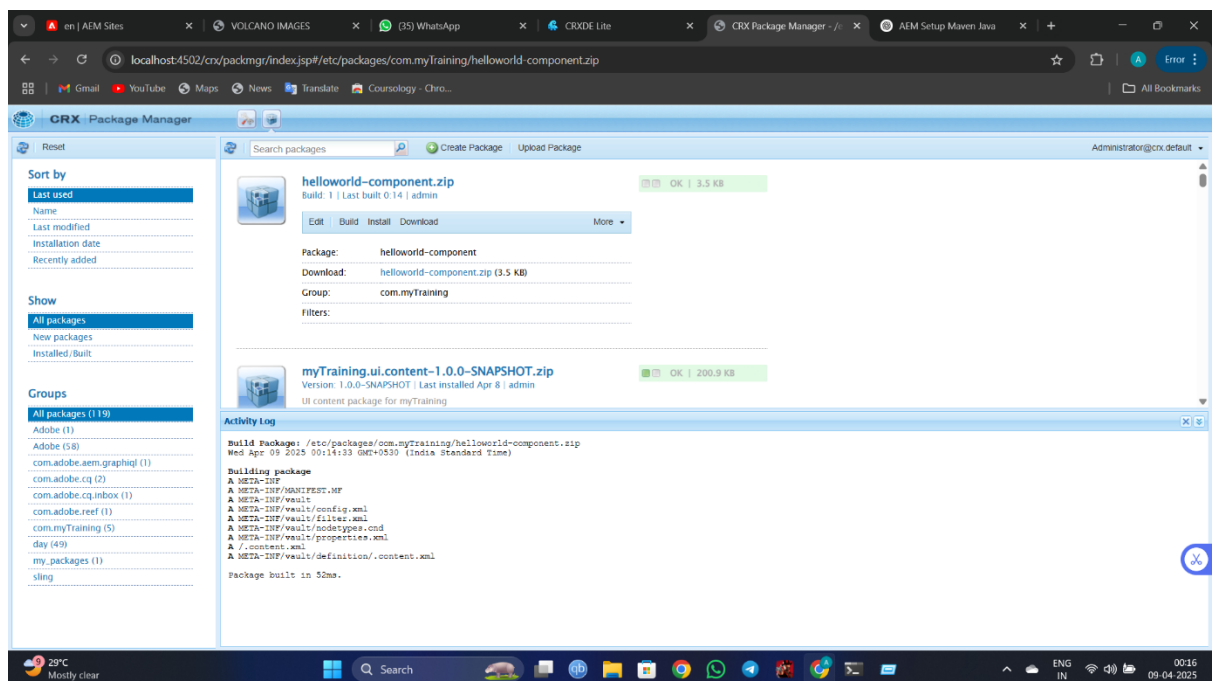 en | AEM Sites
VOLCANO IMAGES
(35) WhatsApp
CRXDE Lite
CRX Package Manager - /e
AEM Setup Maven Java
localhost:4502/crx/packmgr/index.jsp#/etc/packages/com.myTraining/helloworld-component.zip
A
Error
Gmail
YouTube
Maps
News
Translate
Coursology - Chro...
All Bookmarks
CRX Package Manager
Reset
Search packages
Create Package
Upload Package
Administrator@crx.default
Sort by
Last used
Name
Last modified
Installation date
Recently added
Show
All packages
New packages
Installed/Built
Groups
All packages (119)
Adobe (1)
Adobe (58)
com.adobe.aem.graphiql (1)
com.adobe.cq (2)
com.adobe.cq.inbox (1)
com.adobe.reef (1)
com.myTraining (5)
day (49)
my_packages (1)
sling
helloworld-component.zip
Build: 1 | Last built 0:14 | admin
OK | 3.5 KB
Edit Build Install Download More
Package: helloworld-component
Download: helloworld-component.zip (3.5 KB)
Group: com.myTraining
Filters:
myTraining.ui.content-1.0.0-SNAPSHOT.zip
Version: 1.0.0-SNAPSHOT | Last installed Apr 8 | admin
OK | 200.9 KB
UI content package for myTraining
Activity Log
Build Package: /etc/packages/com.myTraining/helloworld-component.zip
Wed Apr 09 2025 00:14:33 GMT+0530 (India Standard Time)
Building package
A META-INF
A META-INF/MANIFEST.MF
A META-INF/vault
A META-INF/vault/config.xml
A META-INF/vault/filter.xml
A META-INF/vault/nodetypes.cnd
A META-INF/vault/properties.xml
A /.content.xml
A META-INF/vault/definition/.content.xml
Package built in 52ms.
9
29°C
Mostly clear
Search
qb
ENG
IN
00:16
09-04-2025